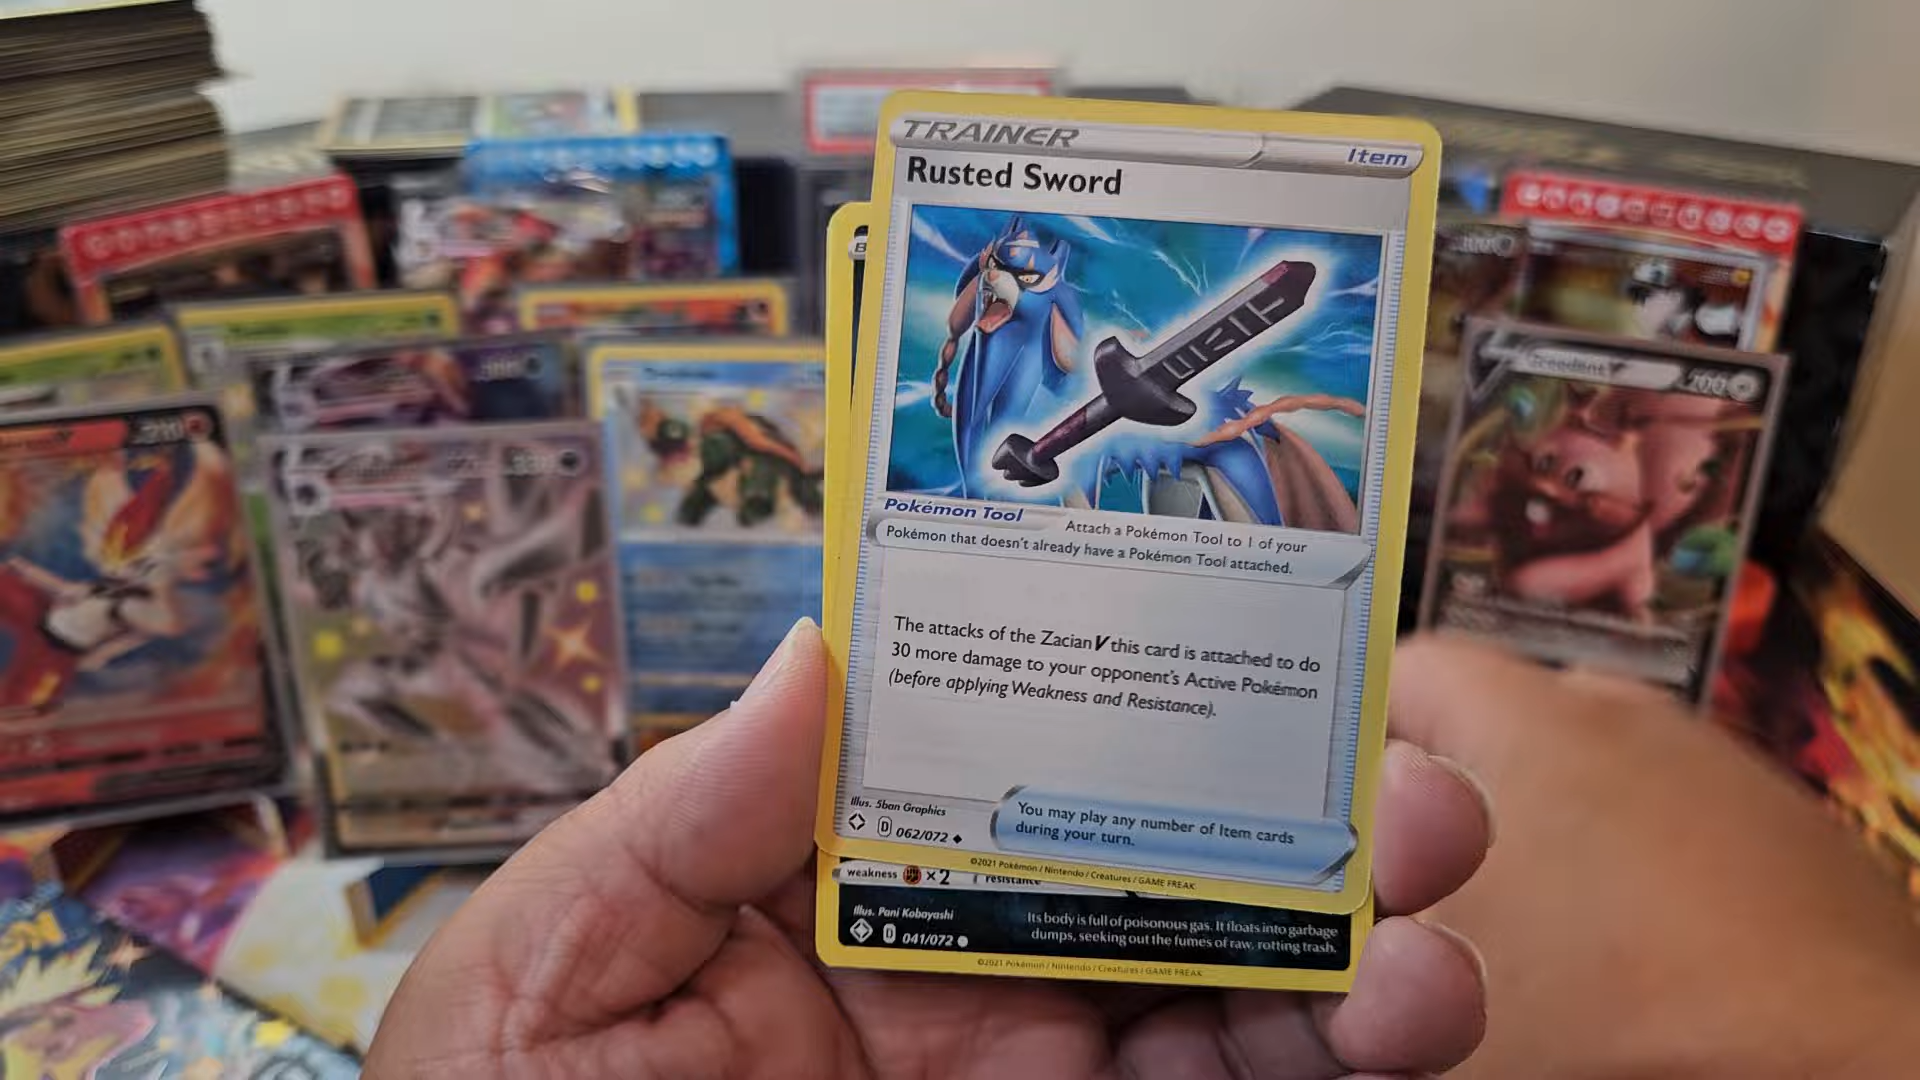 TRAINER
Item
Rusted Sword
Pokémon Tool
Attach a Pokémon Tool to 1 of your
Pokémon that doesn't already have a Pokémon Tool attached.
The attacks of the Zacian V this card is attached to do
30 more damage to your opponent's Active Pokémon
(before applying Weakness and Resistance).
Illus. 5ban Graphics
D 062/072
You may play any number of Item cards
during your turn.
©2021 Pokémon / Nintendo / Creatures / GAME FREAK
weakness ×2 resistance
Illus. Pani Kobayashi
D 041/072
Its body is full of poisonous gas. It floats into garbage
dumps, seeking out the fumes of raw, rotting trash.
©2021 Pokémon / Nintendo / Creatures / GAME FREAK
200